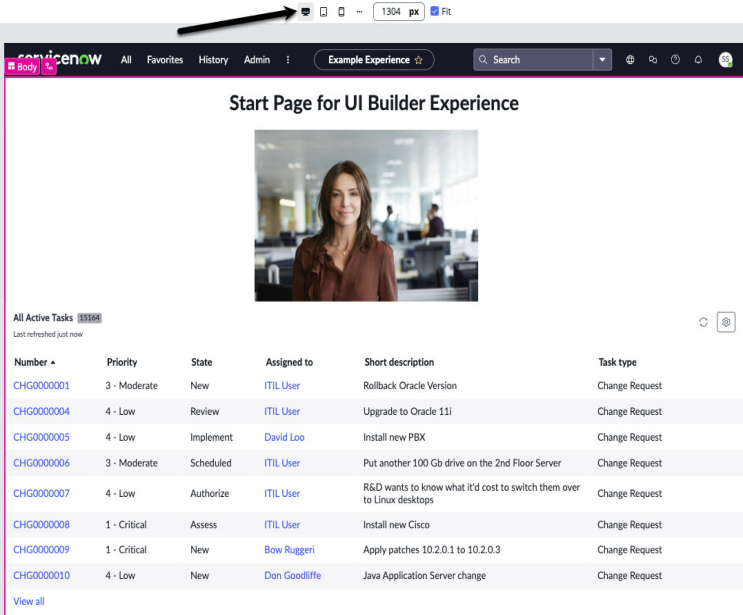 1304 px Fit
servicenow All Favorites History Admin Example Experience Search SS
Body
Start Page for UI Builder Experience
All Active Tasks 15164
Last refreshed just now
Number Priority State Assigned to Short description Task type
CHG0000001 3 - Moderate New ITIL User Rollback Oracle Version Change Request
CHG0000004 4 - Low Review ITIL User Upgrade to Oracle 11i Change Request
CHG0000005 4 - Low Implement David Loo Install new PBX Change Request
CHG0000006 3 - Moderate Scheduled ITIL User Put another 100 Gb drive on the 2nd Floor Server Change Request
CHG0000007 4 - Low Authorize ITIL User R&D wants to know what it'd cost to switch them over
to Linux desktops Change Request
CHG0000008 1 - Critical Assess ITIL User Install new Cisco Change Request
CHG0000009 1 - Critical New Bow Ruggeri Apply patches 10.2.0.1 to 10.2.0.3 Change Request
CHG0000010 4 - Low New Don Goodliffe Java Application Server change Change Request
View all